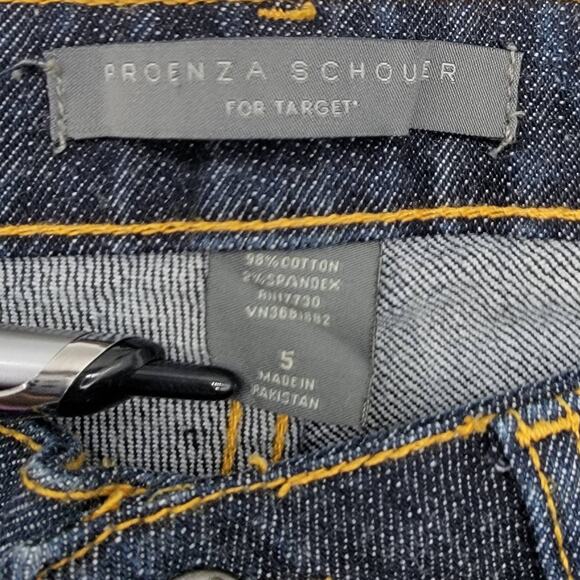 PROENZA SCHOUER
FOR TARGET*
98% COTTON
2% SPANDEX
RN17730
5
MADE IN
PAKISTAN